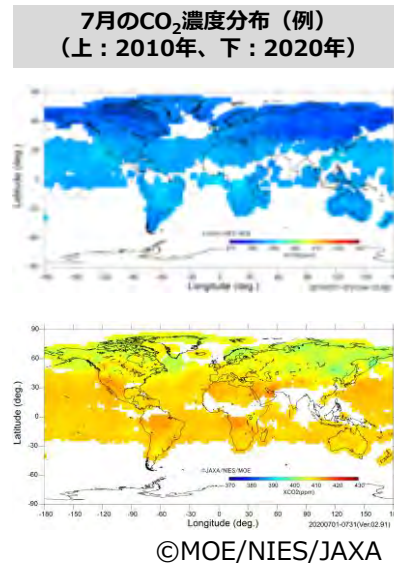 7月のCO₂濃度分布（例）
（上：2010年、下：2020年）
Latitude (deg.)
Longitude (deg.)
90
60
30
0
-30
-60
-90
Latitude (deg.)
©JAXA/NIES/MOE
370 380 390 400 410 420 430
XCO2(ppm)
-180 -150 -120 -90 -60 -30 0 30 60 90 120 150 180
Longitude (deg.)
20200701-0731(Ver.02.91)
©MOE/NIES/JAXA